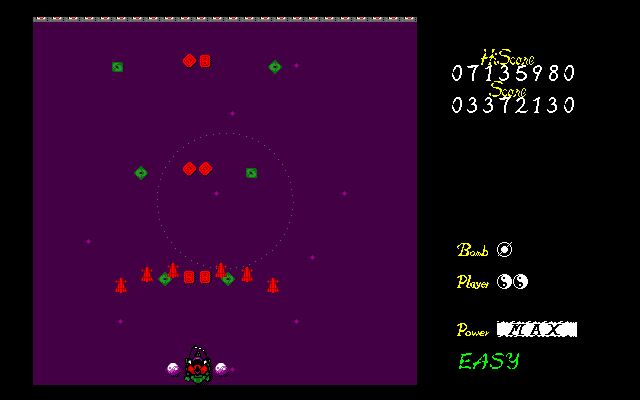 HiScore
07135980
Score
03372130
Bomb
Player
Power MAX
EASY